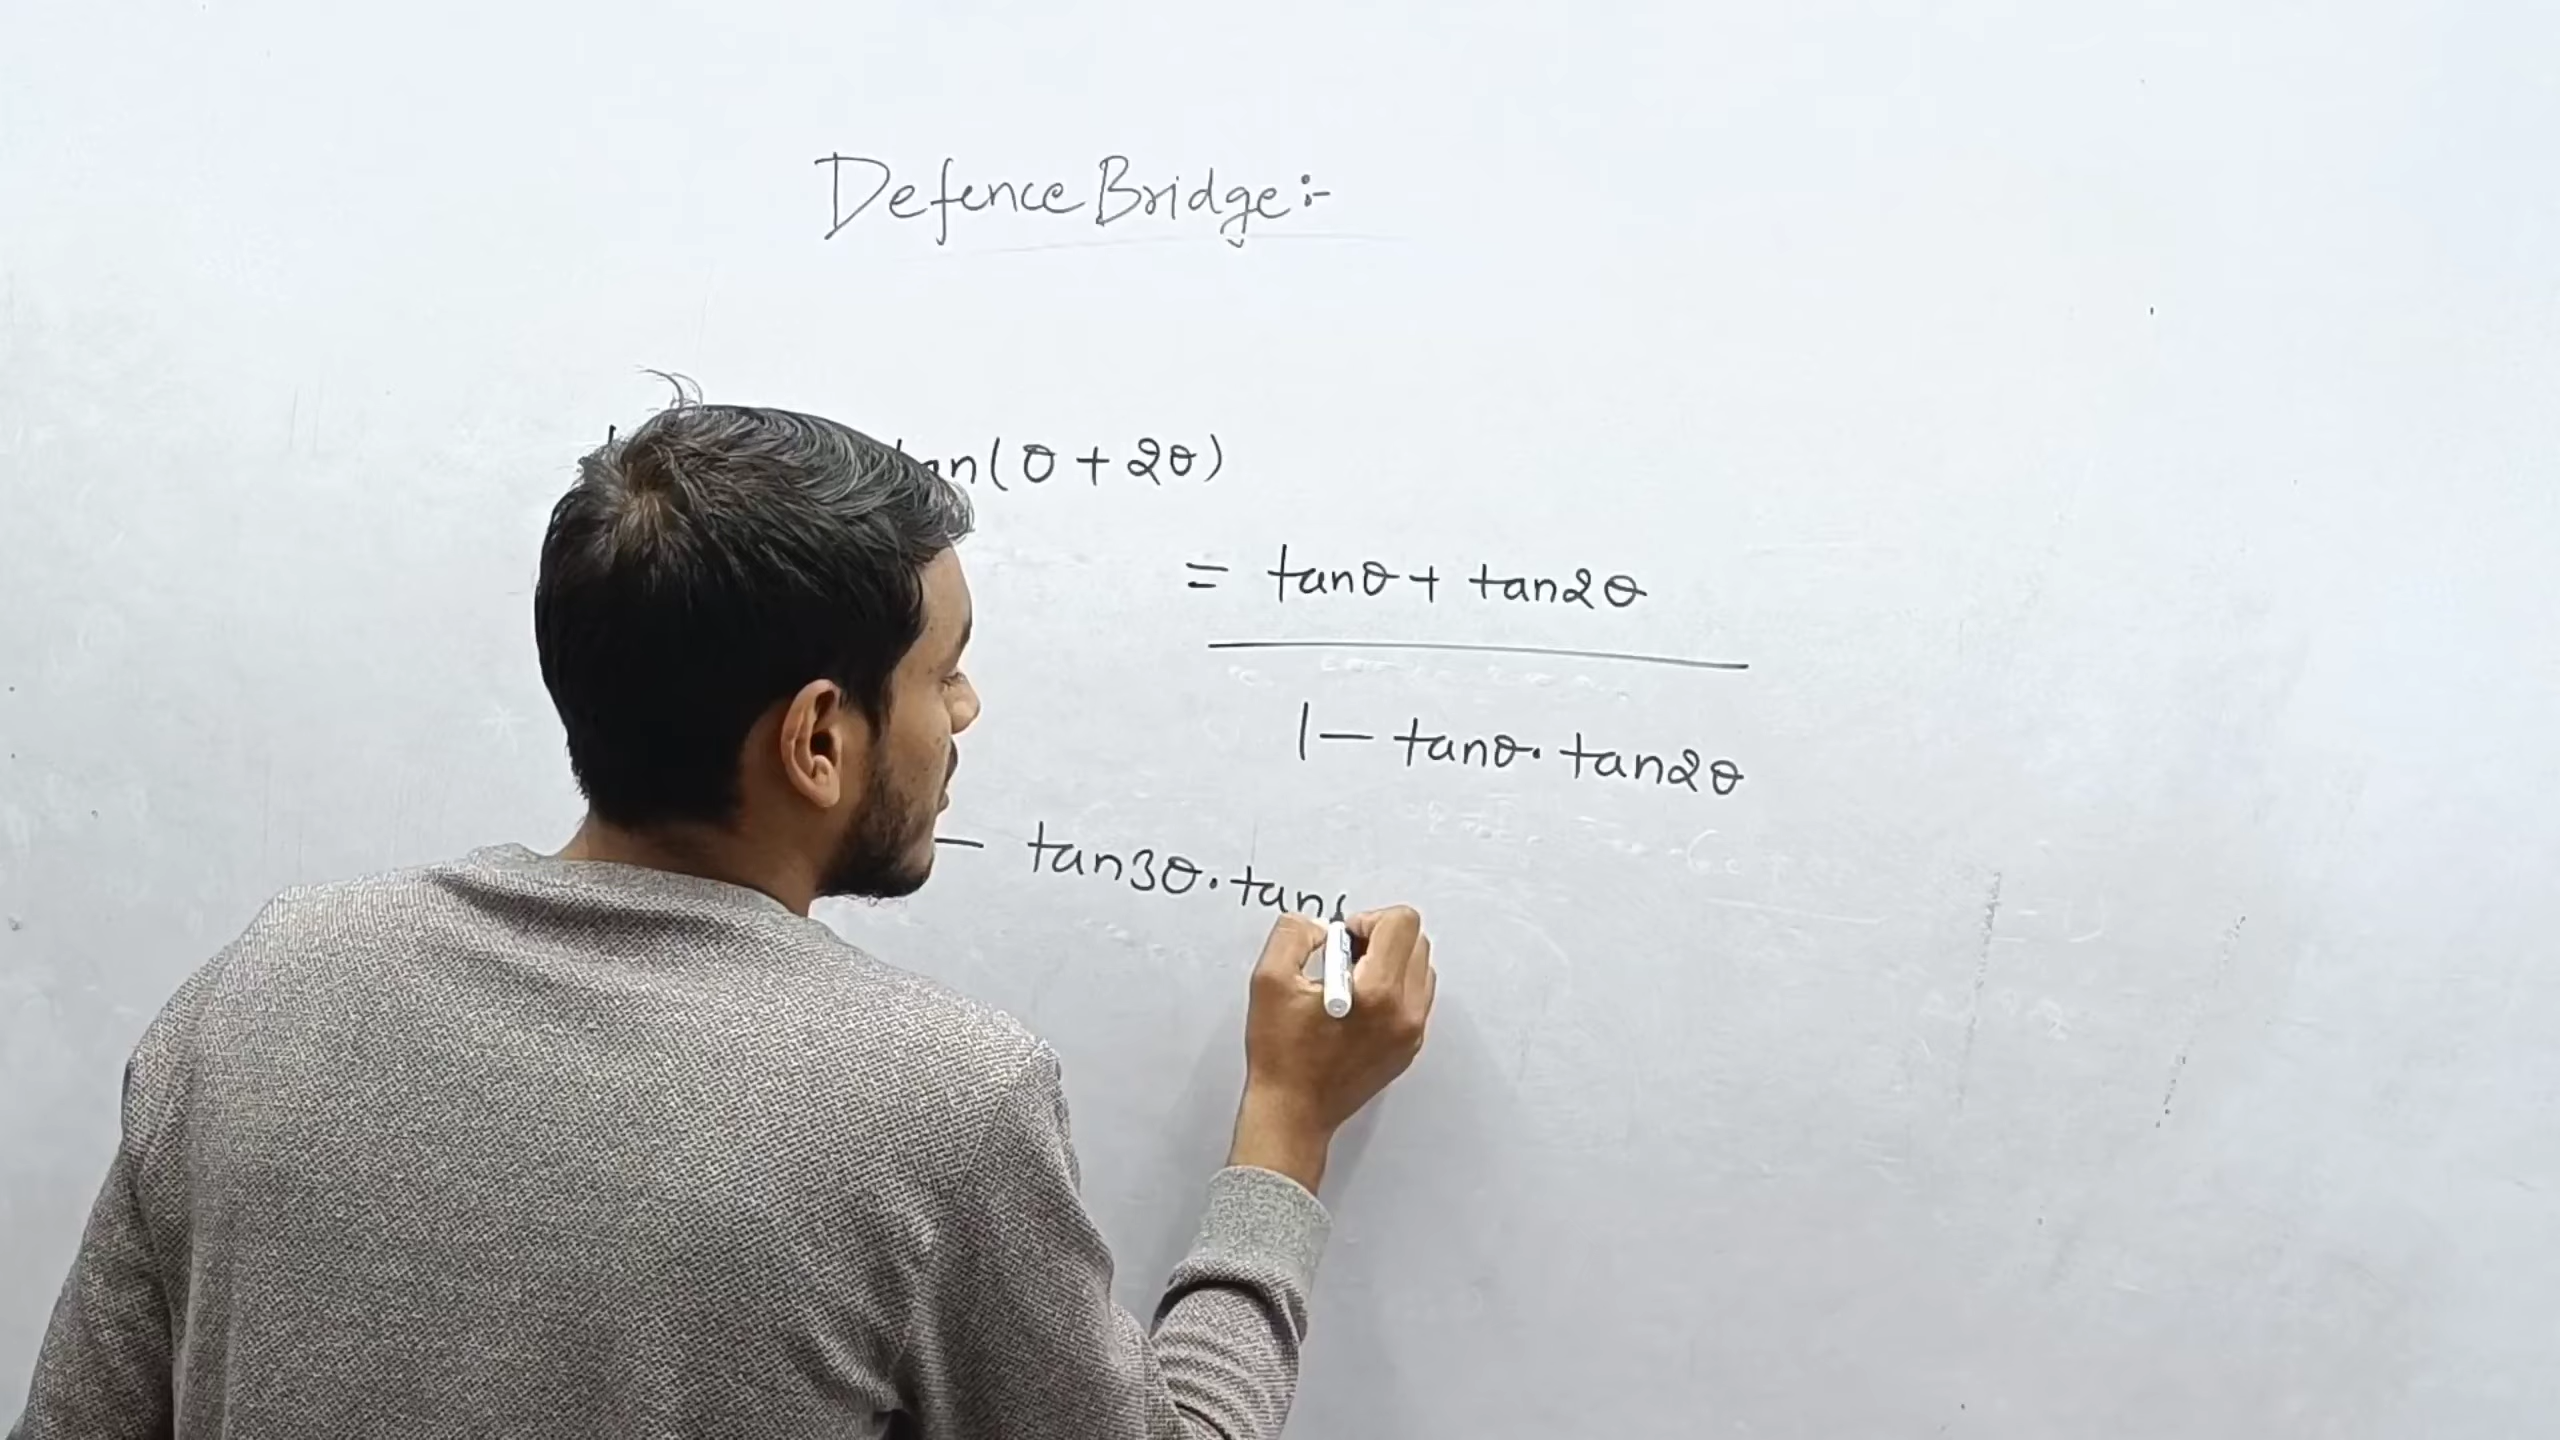 Defence Bridge:-
tan(θ + 2θ)
= tanθ + tan2θ
1 - tanθ. tan2θ
- tan3θ. tan